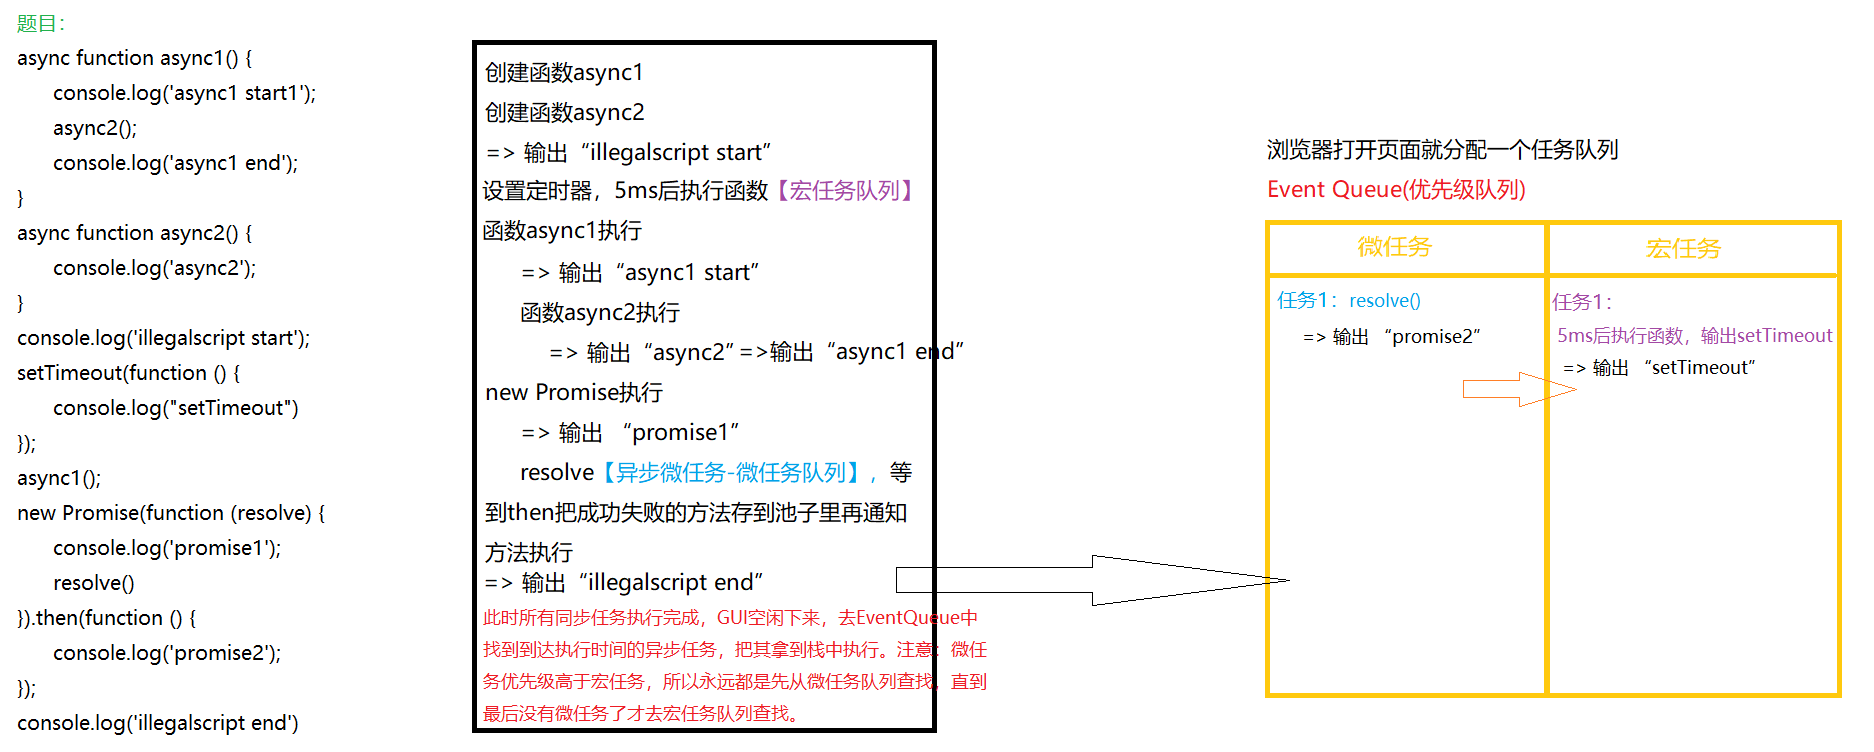 题目：
async function async1() {
console.log('async1 start1');
async2();
console.log('async1 end');
}
async function async2() {
console.log('async2');
}
console.log('illegalscript start');
setTimeout(function () {
console.log("setTimeout")
});
async1();
new Promise(function (resolve) {
console.log('promise1');
resolve()
}).then(function () {
console.log('promise2');
});
console.log('illegalscript end')
创建函数async1
创建函数async2
=> 输出“illegalscript start”
设置定时器，5ms后执行函数【宏任务队列】
函数async1执行
=> 输出“async1 start”
函数async2执行
=> 输出“async2”=>输出“async1 end”
new Promise执行
=> 输出 “promise1”
resolve【异步微任务-微任务队列】，等
到then把成功失败的方法存到池子里再通知
方法执行
=> 输出“illegalscript end”
此时所有同步任务执行完成，GUI空闲下来，去EventQueue中
找到到达执行时间的异步任务，把其拿到栈中执行。注意：微任
务优先级高于宏任务，所以永远都是先从微任务队列查找，直到
最后没有微任务了才去宏任务队列查找。
浏览器打开页面就分配一个任务队列
Event Queue(优先级队列)
微任务
宏任务
任务1：resolve()
=> 输出 “promise2”
任务1：
5ms后执行函数，输出setTimeout
=> 输出 “setTimeout”